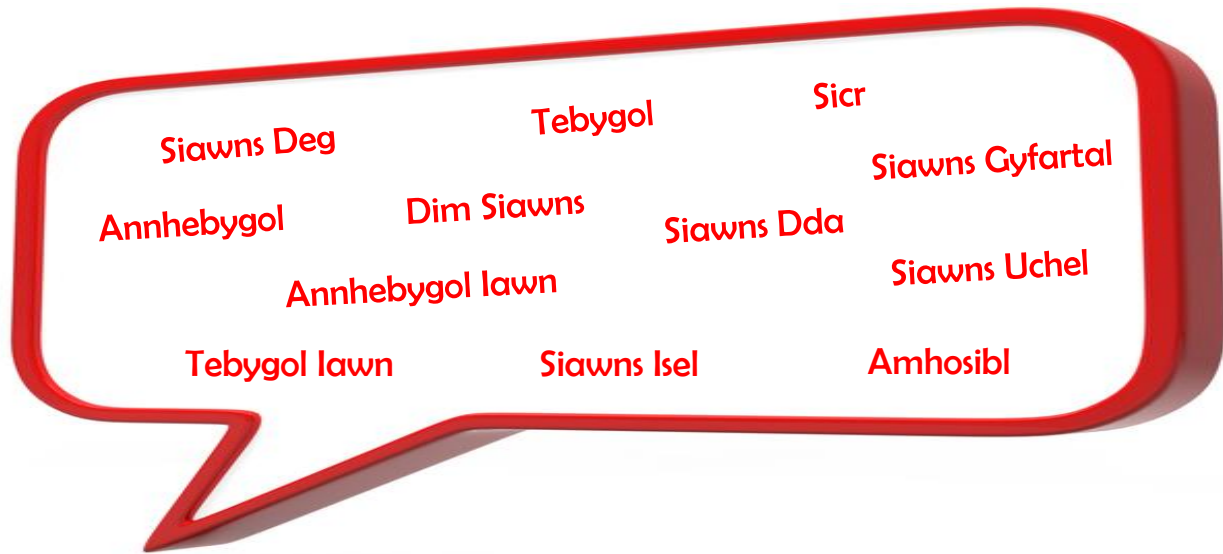 Siawns Deg
Tebygol
Sicr
Siawns Gyfartal
Annhebygol
Dim Siawns
Siawns Dda
Annhebygol Iawn
Siawns Uchel
Tebygol Iawn
Siawns Isel
Amhosibl